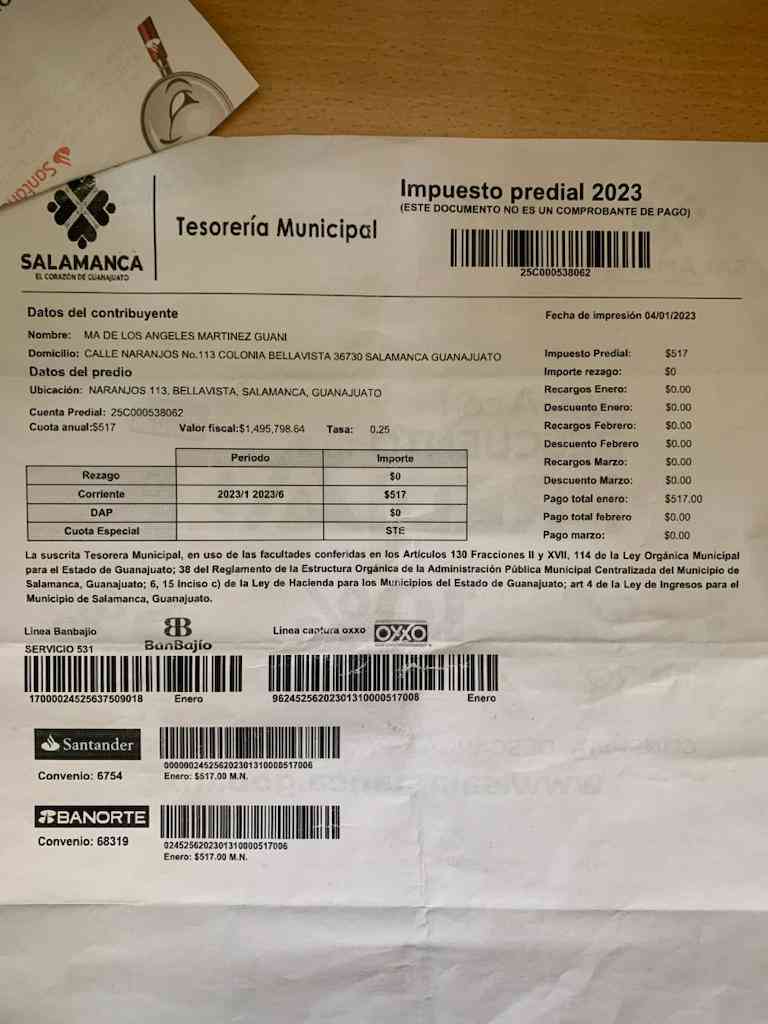 Santan
SALAMANCA
EL CORAZÓN DE GUANAJUATO
Tesorería Municipal
Impuesto predial 2023
(ESTE DOCUMENTO NO ES UN COMPROBANTE DE PAGO)
25C000538062
Datos del contribuyente
Fecha de impresión 04/01/2023
Nombre: MA DE LOS ANGELES MARTINEZ GUANI
Domicilio: CALLE NARANJOS No.113 COLONIA BELLAVISTA 36730 SALAMANCA GUANAJUATO
Datos del predio
Ubicación: NARANJOS 113, BELLAVISTA, SALAMANCA, GUANAJUATO
Cuenta Predial: 25C000538062
Cuota anual:$517 Valor fiscal:$1,495,798.64 Tasa: 0.25
Impuesto Predial: $517
Importe rezago: $0
Recargos Enero: $0.00
Descuento Enero: $0.00
Recargos Febrero: $0.00
Descuento Febrero $0.00
Recargos Marzo: $0.00
Descuento Marzo: $0.00
Pago total enero: $517.00
Pago total febrero $0.00
Pago marzo: $0.00
Periodo Importe
Rezago $0
Corriente 2023/1 2023/6 $517
DAP $0
Cuota Especial STE
La suscrita Tesorera Municipal, en uso de las facultades conferidas en los Artículos 130 Fracciones II y XVII, 114 de la Ley Orgánica Municipal
para el Estado de Guanajuato; 38 del Reglamento de la Estructura Orgánica de la Administración Pública Municipal Centralizada del Municipio de
Salamanca, Guanajuato; 6, 15 Inciso c) de la Ley de Hacienda para los Municipios del Estado de Guanajuato; art 4 de la Ley de Ingresos para el
Municipio de Salamanca, Guanajuato.
Linea Banbajio
SERVICIO 531
BanBajío
Linea captura oxxo OXXO
17000024525637509018 Enero
96245256202301310000517008 Enero
Santander
Convenio: 6754
000000245256202301310000517006
Enero: $517.00 M.N.
BANORTE
Convenio: 68319
0245256202301310000517006
Enero: $517.00 M.N.